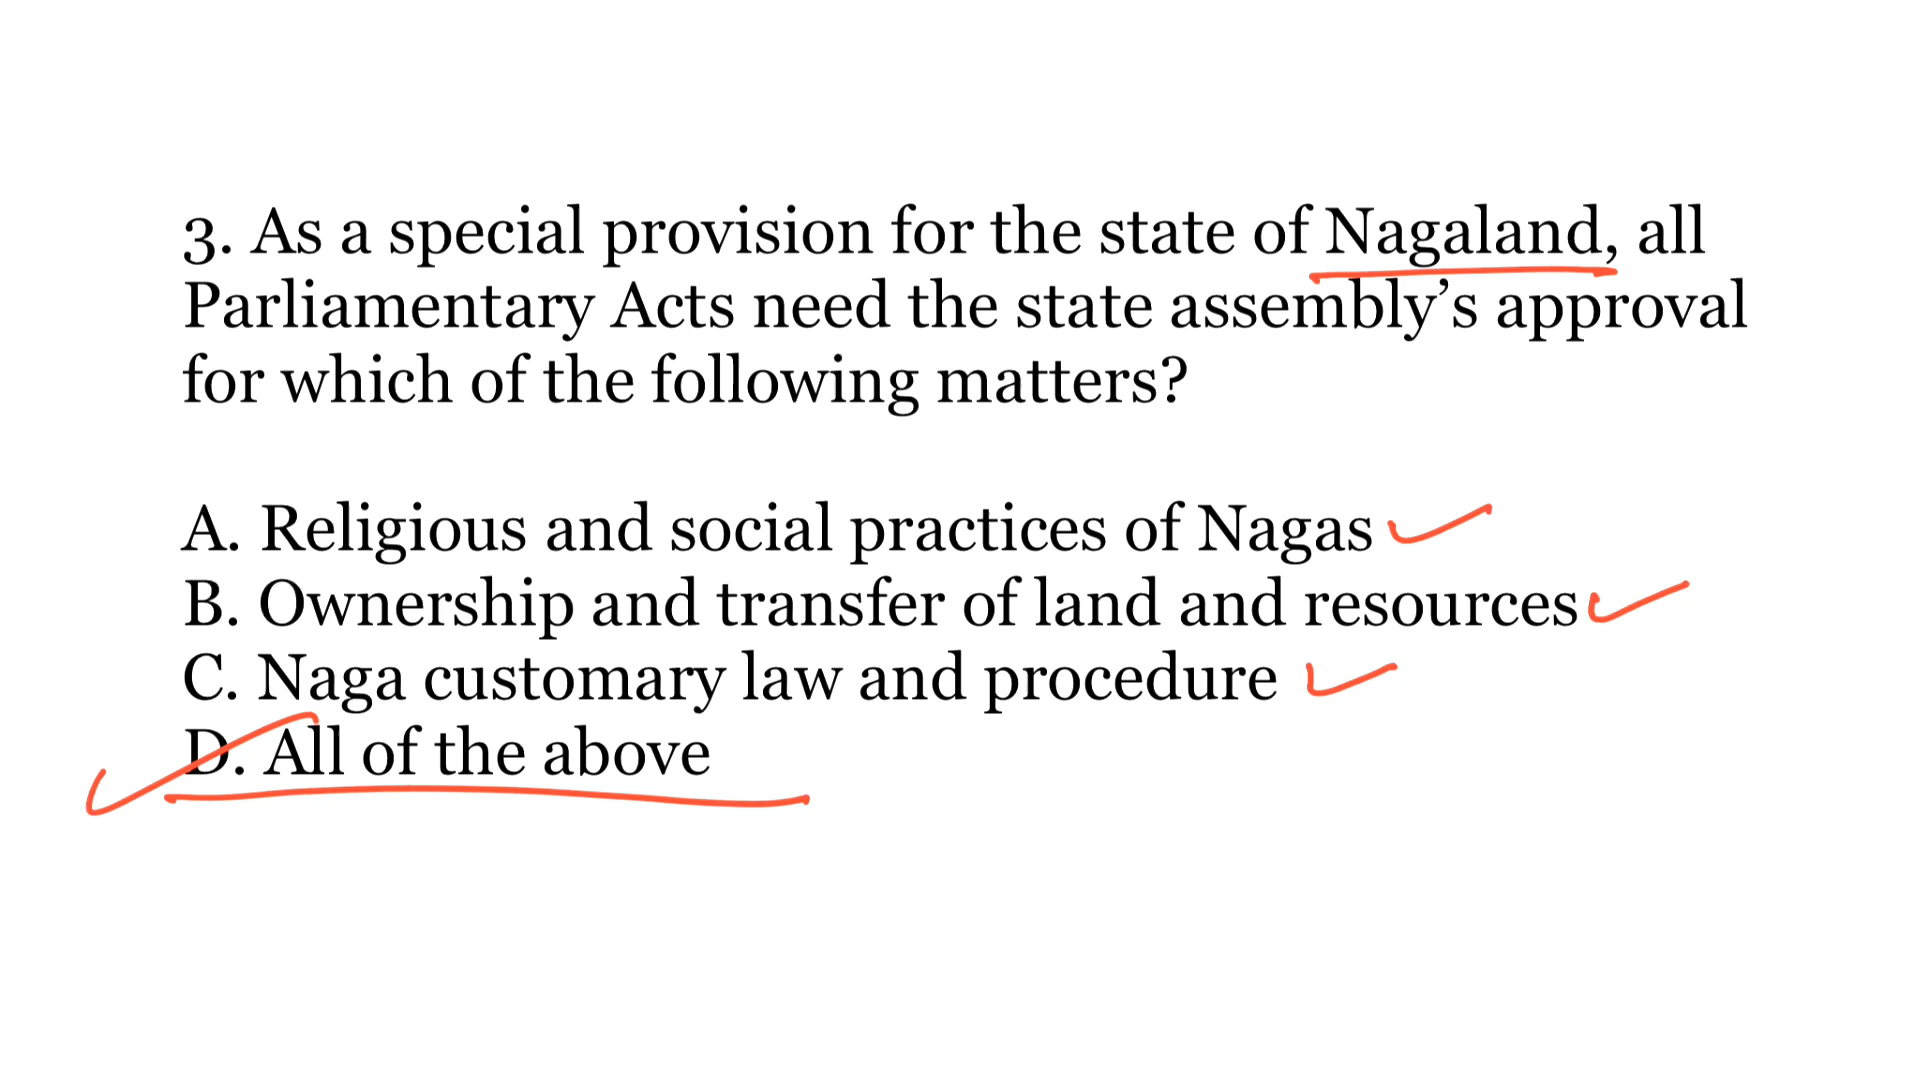 3. As a special provision for the state of Nagaland, all
Parliamentary Acts need the state assembly’s approval
for which of the following matters?
A. Religious and social practices of Nagas
B. Ownership and transfer of land and resources
C. Naga customary law and procedure
D. All of the above